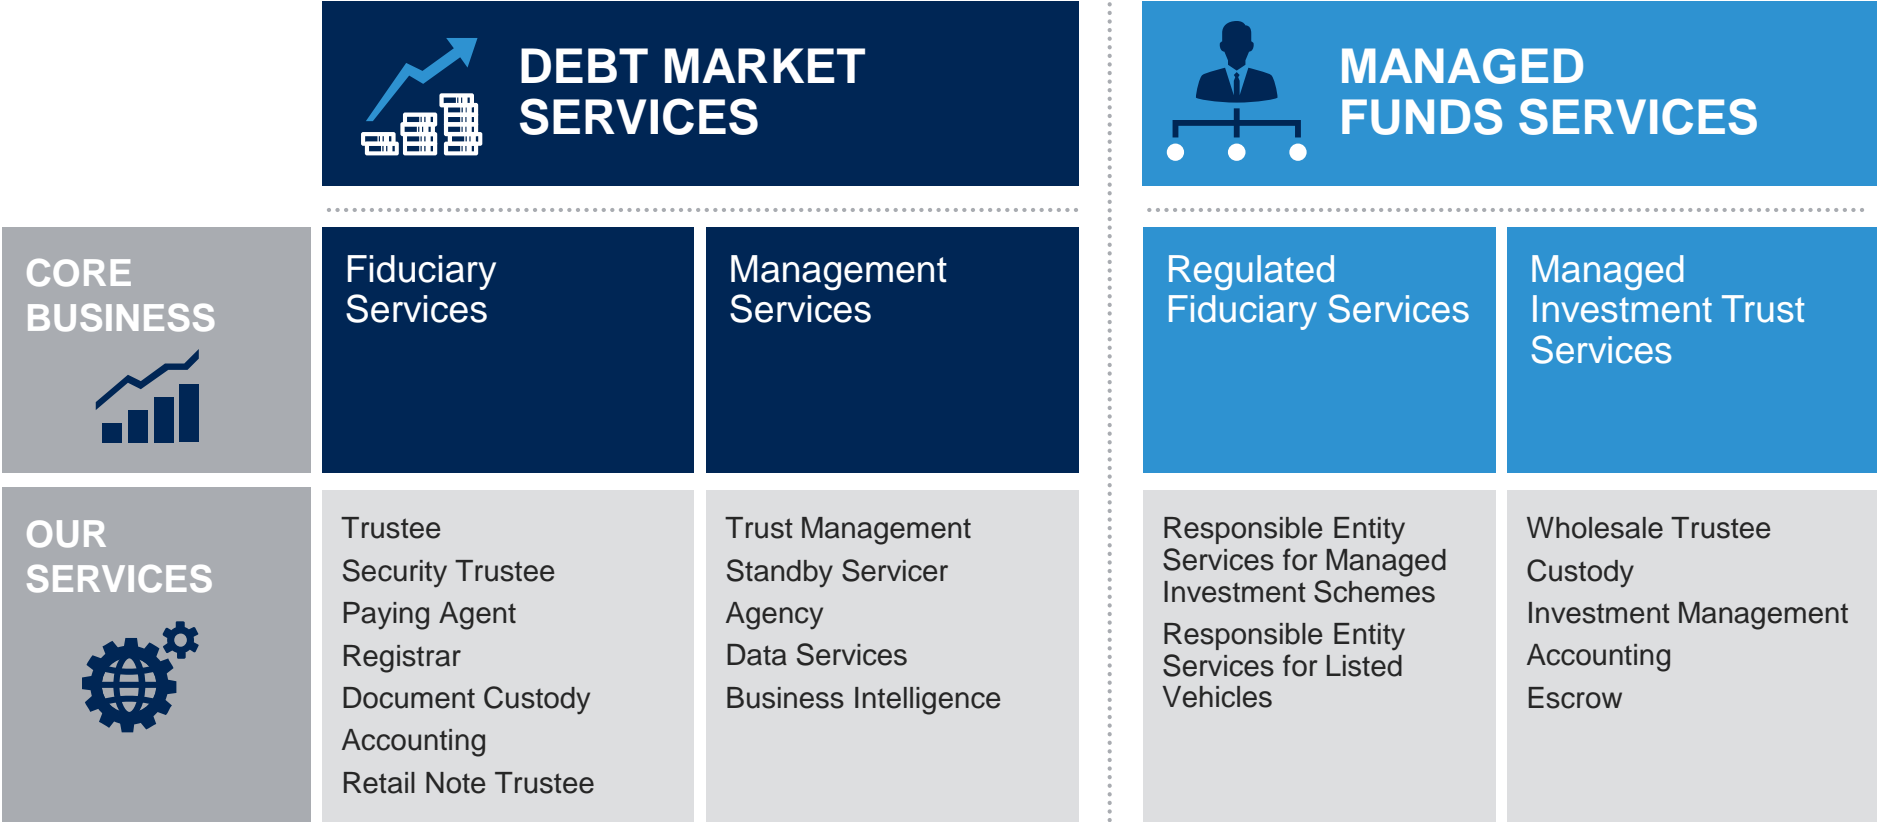 DEBT MARKET
SERVICES
MANAGED
FUNDS SERVICES
CORE
BUSINESS
Fiduciary
Services
Management
Services
Regulated
Fiduciary Services
Managed
Investment Trust
Services
OUR
SERVICES
Trustee
Security Trustee
Paying Agent
Registrar
Document Custody
Accounting
Retail Note Trustee
Trust Management
Standby Servicer
Agency
Data Services
Business Intelligence
Responsible Entity
Services for Managed
Investment Schemes
Responsible Entity
Services for Listed
Vehicles
Wholesale Trustee
Custody
Investment Management
Accounting
Escrow